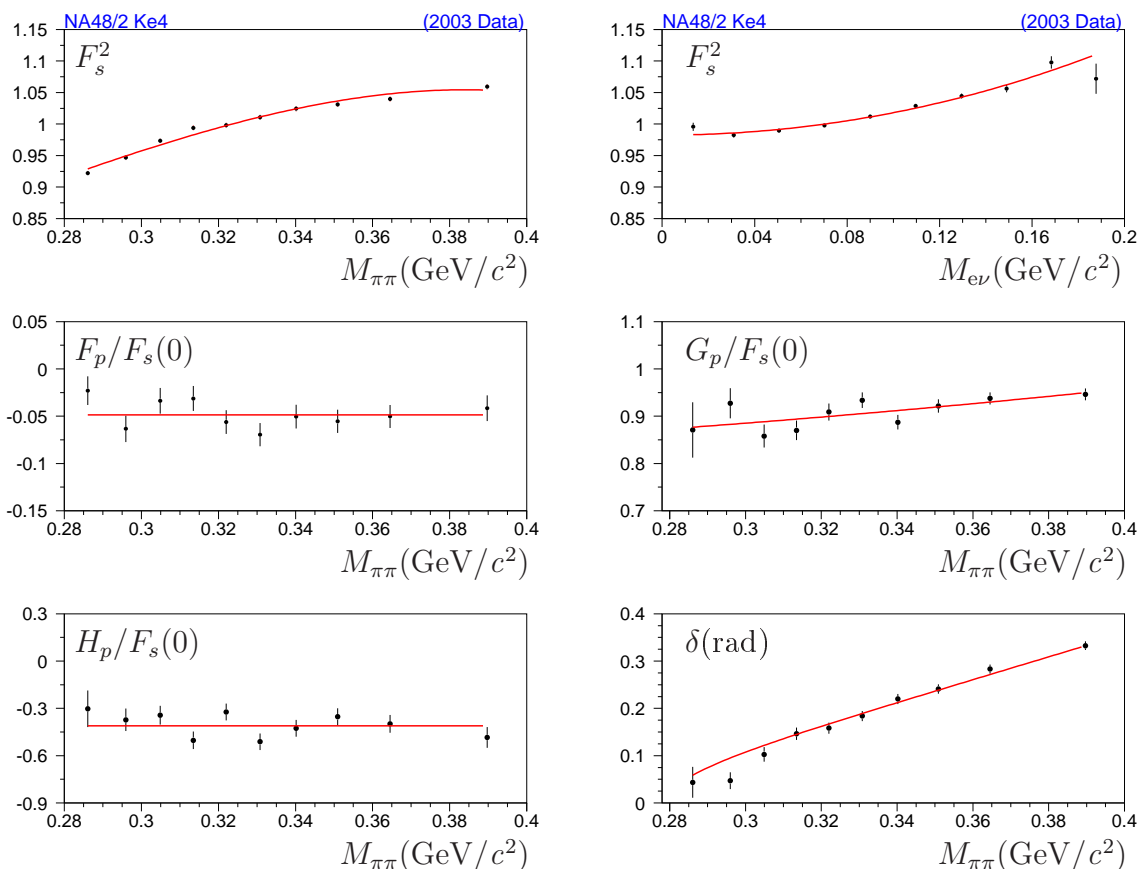 NA48/2 Ke4 (2003 Data)
F_s^2
1.15
1.1
1.05
1
0.95
0.9
0.85
0.28 0.3 0.32 0.34 0.36 0.38 0.4
M_ππ(GeV/c^2)
NA48/2 Ke4 (2003 Data)
F_s^2
1.15
1.1
1.05
1
0.95
0.9
0.85
0 0.04 0.08 0.12 0.16 0.2
M_eν(GeV/c^2)
F_p/F_s(0)
0.05
0
-0.05
-0.1
-0.15
0.28 0.3 0.32 0.34 0.36 0.38 0.4
M_ππ(GeV/c^2)
G_p/F_s(0)
1.1
1
0.9
0.8
0.7
0.28 0.3 0.32 0.34 0.36 0.38 0.4
M_ππ(GeV/c^2)
H_p/F_s(0)
0.3
0
-0.3
-0.6
-0.9
0.28 0.3 0.32 0.34 0.36 0.38 0.4
M_ππ(GeV/c^2)
δ(rad)
0.4
0.3
0.2
0.1
0
0.28 0.3 0.32 0.34 0.36 0.38 0.4
M_ππ(GeV/c^2)